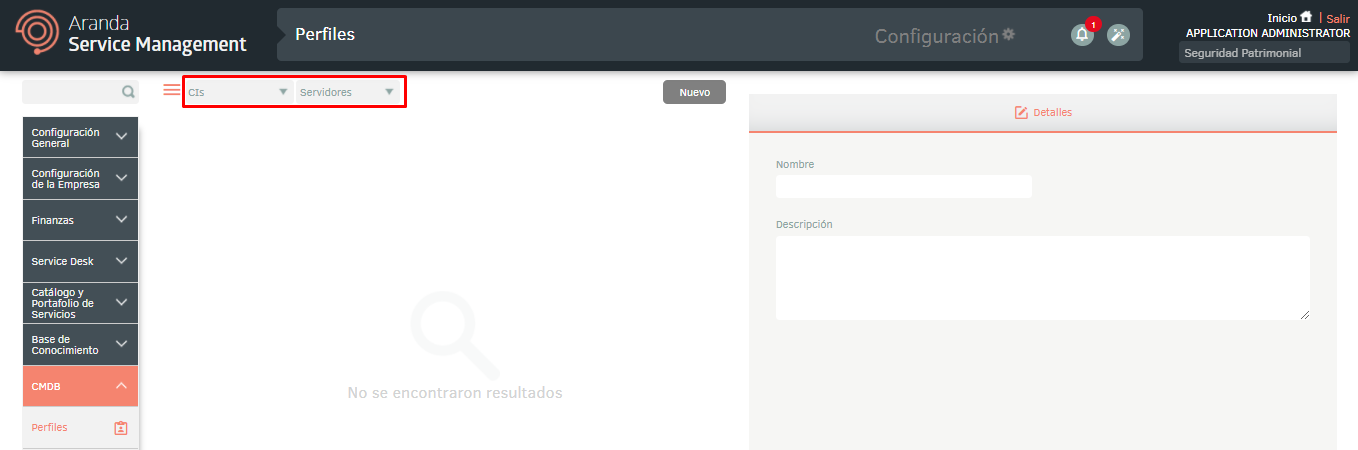 Aranda
Service Management
Perfiles
Configuración
1
Inicio | Salir
APPLICATION ADMINISTRATOR
Seguridad Patrimonial
CIs
Servidores
Nuevo
Configuración
General
Configuración
de la Empresa
Finanzas
Service Desk
Catálogo y
Portafolio de
Servicios
Base de
Conocimiento
CMDB
Perfiles
No se encontraron resultados
Detalles
Nombre
Descripción